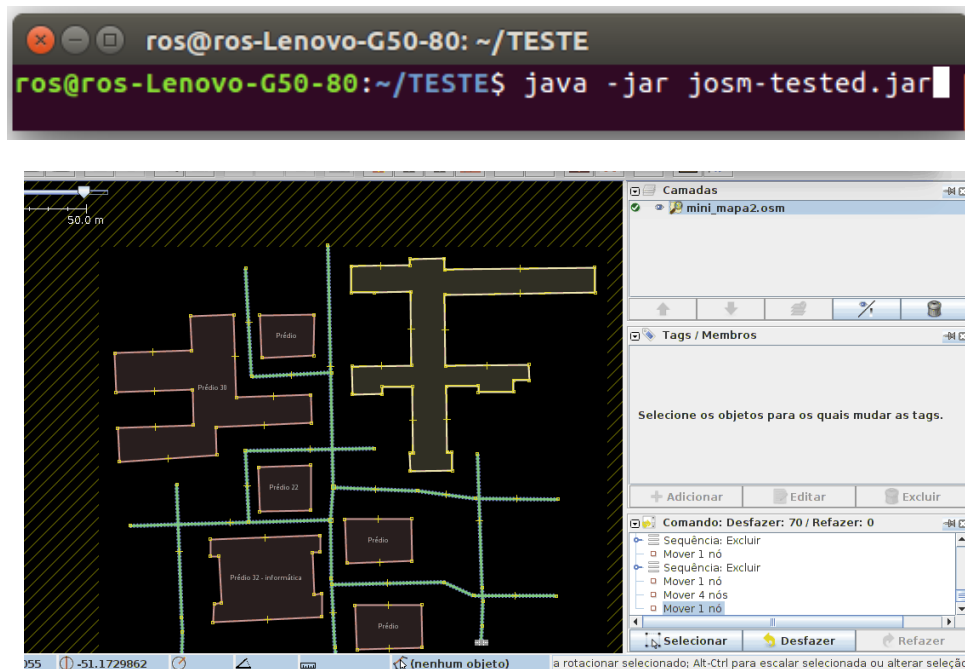 ros@ros-Lenovo-G50-80: ~/TESTE
ros@ros-Lenovo-G50-80:~/TESTE$ java -jar josm-tested.jar
50.0 m
Camadas
mini_mapa2.osm
Tags / Membros
Selecione os objetos para os quais mudar as tags.
Adicionar Editar Excluir
Comando: Desfazer: 70 / Refazer: 0
Sequência: Excluir
Mover 1 nó
Sequência: Excluir
Mover 1 nó
Mover 4 nós
Mover 1 nó
Selecionar Desfazer Refazer
Prédio
Prédio 22
Prédio
Prédio 32 - informática
Prédio
055 -51.1729862 (nenhum objeto) a rotacionar selecionado; Alt-Ctrl para escalar selecionada ou alterar seleçã